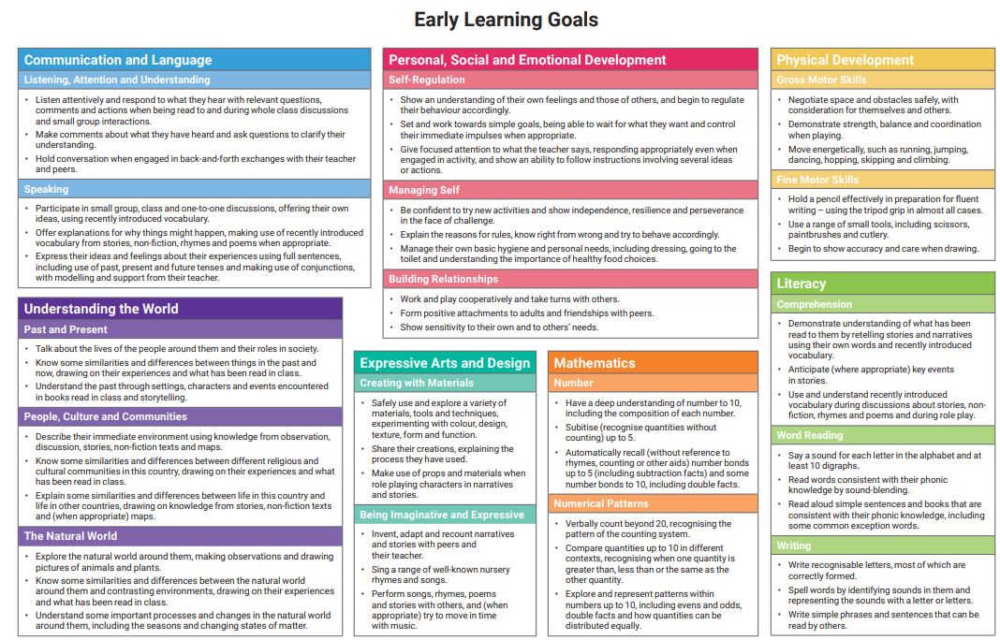 Early Learning Goals
Communication and Language
Listening, Attention and Understanding
• Listen attentively and respond to what they hear with relevant questions,
comments and actions when being read to and during whole class discussions
and small group interactions.
• Make comments about what they have heard and ask questions to clarify their
understanding.
• Hold conversation when engaged in back-and-forth exchanges with their teacher
and peers.
Speaking
• Participate in small group, class and one-to-one discussions, offering their own
ideas, using recently introduced vocabulary.
• Offer explanations for why things might happen, making use of recently introduced
vocabulary from stories, non-fiction, rhymes and poems when appropriate.
• Express their ideas and feelings about their experiences using full sentences,
including use of past, present and future tenses and making use of conjunctions,
with modelling and support from their teacher.
Personal, Social and Emotional Development
Self-Regulation
• Show an understanding of their own feelings and those of others, and begin to regulate
their behaviour accordingly.
• Set and work towards simple goals, being able to wait for what they want and control
their immediate impulses when appropriate.
• Give focused attention to what the teacher says, responding appropriately even when
engaged in activity, and show an ability to follow instructions involving several ideas
or actions.
Managing Self
• Be confident to try new activities and show independence, resilience and perseverance
in the face of challenge.
• Explain the reasons for rules, know right from wrong and try to behave accordingly.
• Manage their own basic hygiene and personal needs, including dressing, going to the
toilet and understanding the importance of healthy food choices.
Building Relationships
• Work and play cooperatively and take turns with others.
• Form positive attachments to adults and friendships with peers.
• Show sensitivity to their own and to others' needs.
Physical Development
Gross Motor Skills
• Negotiate space and obstacles safely, with
consideration for themselves and others.
• Demonstrate strength, balance and coordination
when playing.
• Move energetically, such as running, jumping,
dancing, hopping, skipping and climbing.
Fine Motor Skills
• Hold a pencil effectively in preparation for fluent
writing – using the tripod grip in almost all cases.
• Use a range of small tools, including scissors,
paintbrushes and cutlery.
• Begin to show accuracy and care when drawing.
Understanding the World
Past and Present
• Talk about the lives of the people around them and their roles in society.
• Know some similarities and differences between things in the past and
now, drawing on their experiences and what has been read in class.
• Understand the past through settings, characters and events encountered
in books read in class and storytelling.
People, Culture and Communities
• Describe their immediate environment using knowledge from observation,
discussion, stories, non-fiction texts and maps.
• Know some similarities and differences between different religious and
cultural communities in this country, drawing on their experiences and what
has been read in class.
• Explain some similarities and differences between life in this country and
life in other countries, drawing on knowledge from stories, non-fiction texts
and (when appropriate) maps.
The Natural World
• Explore the natural world around them, making observations and drawing
pictures of animals and plants.
• Know some similarities and differences between the natural world
around them and contrasting environments, drawing on their experiences
and what has been read in class.
• Understand some important processes and changes in the natural world
around them, including the seasons and changing states of matter.
Expressive Arts and Design
Creating with Materials
• Safely use and explore a variety of
materials, tools and techniques,
experimenting with colour, design,
texture, form and function.
• Share their creations, explaining the
process they have used.
• Make use of props and materials when
role playing characters in narratives
and stories.
Being Imaginative and Expressive
• Invent, adapt and recount narratives
and stories with peers and
their teacher.
• Sing a range of well-known nursery
rhymes and songs.
• Perform songs, rhymes, poems
and stories with others, and (when
appropriate) try to move in time
with music.
Mathematics
Number
• Have a deep understanding of number to 10,
including the composition of each number.
• Subitise (recognise quantities without
counting) up to 5.
• Automatically recall (without reference to
rhymes, counting or other aids) number bonds
up to 5 (including subtraction facts) and some
number bonds to 10, including double facts.
Numerical Patterns
• Verbally count beyond 20, recognising the
pattern of the counting system.
• Compare quantities up to 10 in different
contexts, recognising when one quantity is
greater than, less than or the same as the
other quantity.
• Explore and represent patterns within
numbers up to 10, including evens and odds,
double facts and how quantities can be
distributed equally.
Literacy
Comprehension
• Demonstrate understanding of what has been
read to them by retelling stories and narratives
using their own words and recently introduced
vocabulary.
• Anticipate (where appropriate) key events
in stories.
• Use and understand recently introduced
vocabulary during discussions about stories, non-
fiction, rhymes and poems and during role play.
Word Reading
• Say a sound for each letter in the alphabet and at
least 10 digraphs.
• Read words consistent with their phonic
knowledge by sound-blending.
• Read aloud simple sentences and books that are
consistent with their phonic knowledge, including
some common exception words.
Writing
• Write recognisable letters, most of which are
correctly formed.
• Spell words by identifying sounds in them and
representing the sounds with a letter or letters.
• Write simple phrases and sentences that can be
read by others.